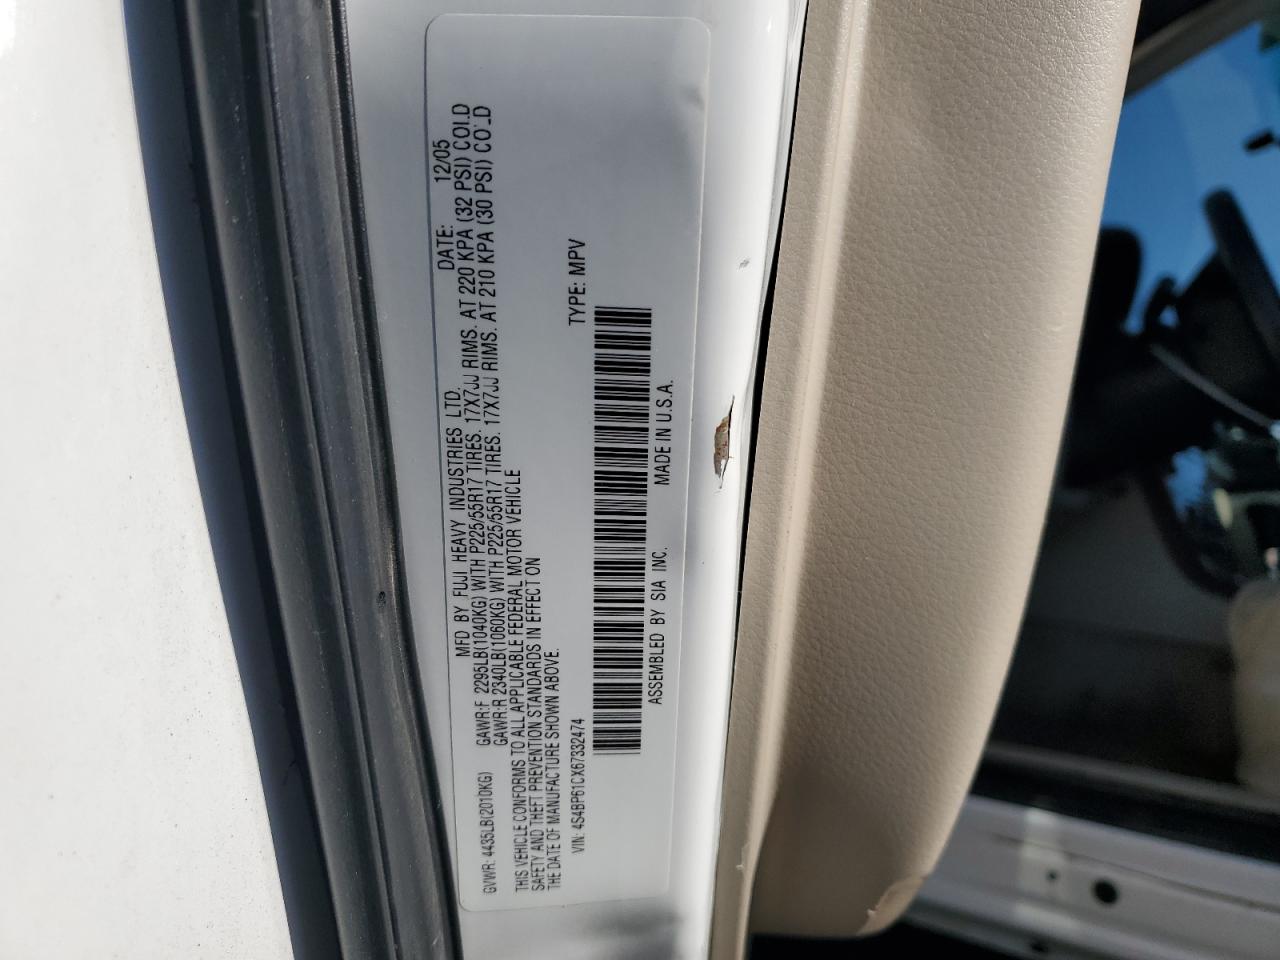 MFD BY FUJI HEAVY INDUSTRIES LTD. DATE: 12/05
GVWR: 4435LB(2010KG) GAWR:F 2295LB(1040KG) WITH P225/55R17 TIRES. 17X7JJ RIMS. AT 220 KPA (32 PSI) COLD
GAWR:R 2340LB(1060KG) WITH P225/55R17 TIRES. 17X7JJ RIMS. AT 210 KPA (30 PSI) COLD
THIS VEHICLE CONFORMS TO ALL APPLICABLE FEDERAL MOTOR VEHICLE
SAFETY AND THEFT PREVENTION STANDARDS IN EFFECT ON
THE DATE OF MANUFACTURE SHOWN ABOVE.
VIN: 4S4BP61CX67332474 TYPE: MPV
ASSEMBLED BY SIA INC. MADE IN U.S.A.